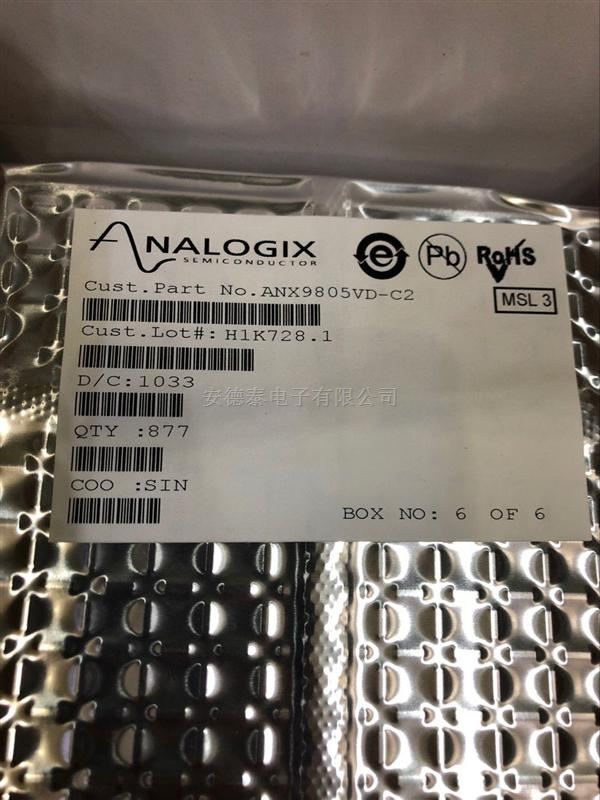 ANALOGIX
SEMICONDUCTOR
e
Pb
RoHS
Cust.Part No.ANX9805VD-C2
MSL 3
Cust.Lot#: H1K728.1
D/C:1033
安德泰电子有限公司
QTY :877
COO :SIN
BOX NO: 6 OF 6